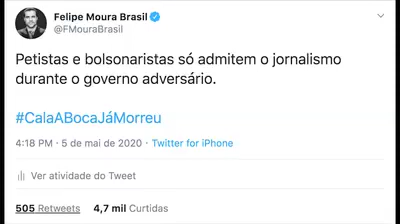 Felipe Moura Brasil
@FMouraBrasil
Petistas e bolsonaristas só admitem o jornalismo
durante o governo adversário.
#CalaABocaJáMorreu
4:18 PM · 5 de mai de 2020 · Twitter for iPhone
Ver atividade do Tweet
505 Retweets 4,7 mil Curtidas